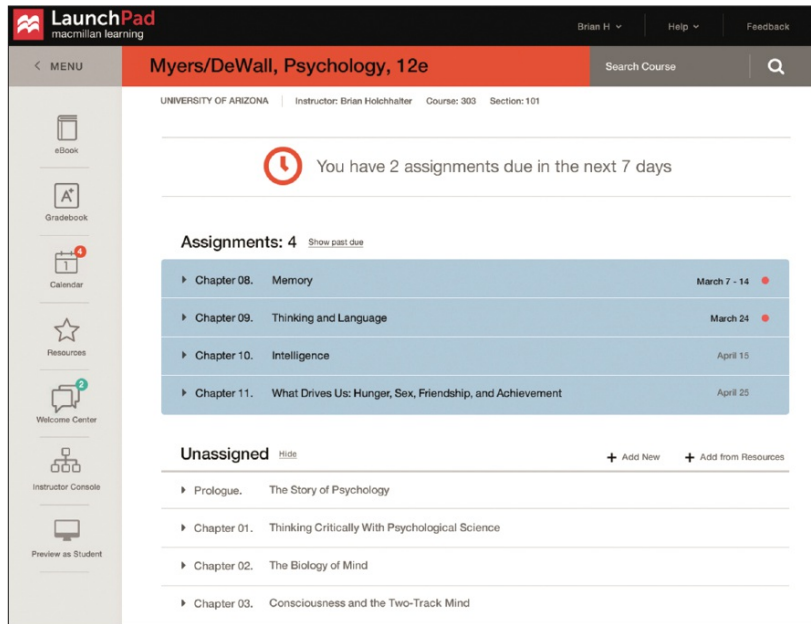 LaunchPad
macmillan learning
Brian H
Help
Feedback
MENU
Myers/DeWall, Psychology, 12e
Search Course
UNIVERSITY OF ARIZONA
Instructor: Brian Holchhalter
Course: 303
Section: 101
You have 2 assignments due in the next 7 days
eBook
A+
Gradebook
4
1
Calendar
Resources
2
Welcome Center
Instructor Console
Preview as Student
Assignments: 4 Show past due
Chapter 08. Memory March 7 - 14
Chapter 09. Thinking and Language March 24
Chapter 10. Intelligence April 15
Chapter 11. What Drives Us: Hunger, Sex, Friendship, and Achievement April 25
Unassigned Hide + Add New + Add from Resources
Prologue. The Story of Psychology
Chapter 01. Thinking Critically With Psychological Science
Chapter 02. The Biology of Mind
Chapter 03. Consciousness and the Two-Track Mind